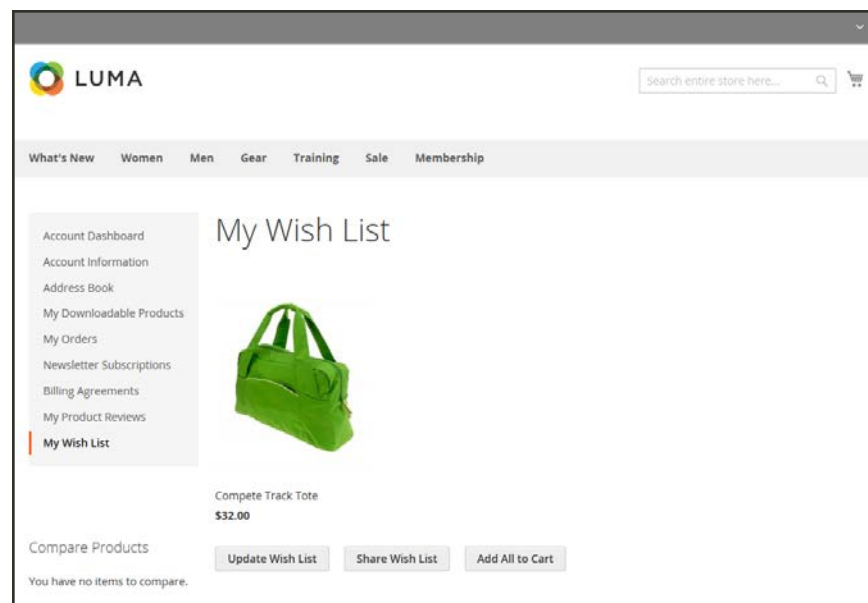 LUMA
Search entire store here...
What's New Women Men Gear Training Sale Membership
Account Dashboard
Account Information
Address Book
My Downloadable Products
My Orders
Newsletter Subscriptions
Billing Agreements
My Product Reviews
My Wish List
Compare Products
You have no items to compare.
My Wish List
Compete Track Tote
$32.00
Update Wish List Share Wish List Add All to Cart